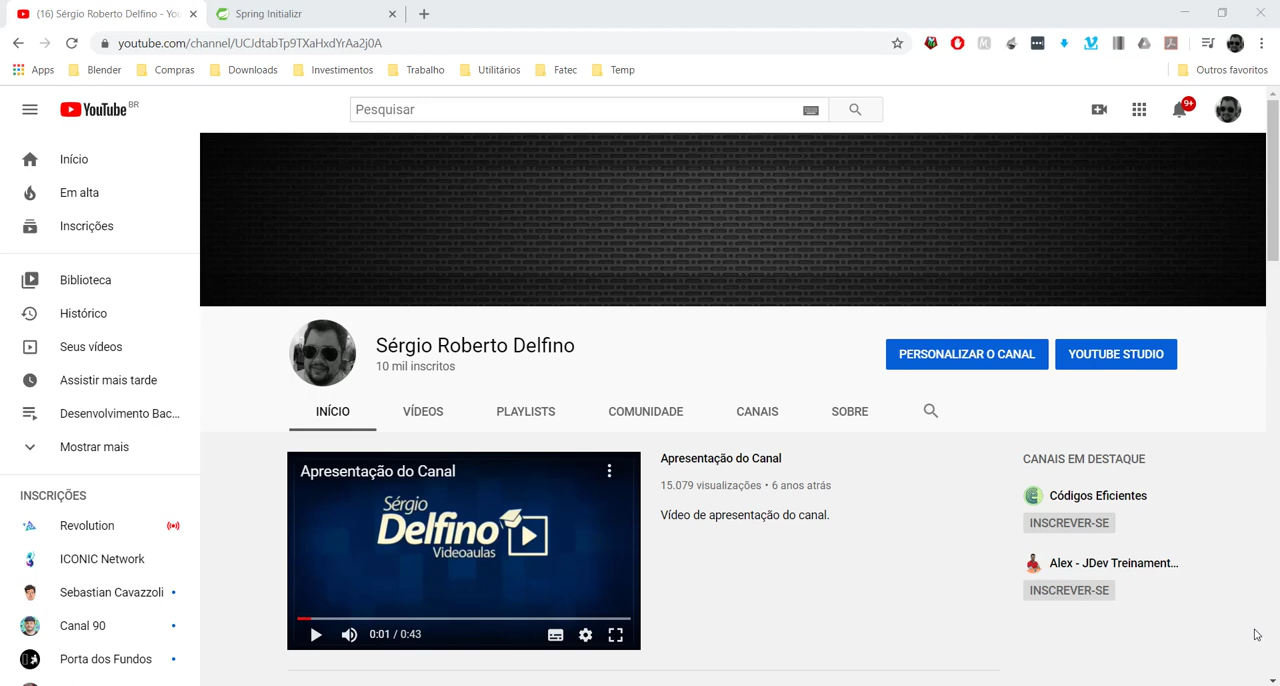 (16) Sérgio Roberto Delfino - You
Spring Initializr
youtube.com/channel/UCJdtabTp9TXaHxdYrAa2j0A
Apps Blender Compras Downloads Investimentos Trabalho Utilitários Fatec Temp Outros favoritos
YouTube BR
Pesquisar
9+
Início
Em alta
Inscrições
Biblioteca
Histórico
Seus vídeos
Assistir mais tarde
Desenvolvimento Bac...
Mostrar mais
INSCRIÇÕES
Revolution
ICONIC Network
Sebastian Cavazzoli
Canal 90
Porta dos Fundos
Sérgio Roberto Delfino
10 mil inscritos
PERSONALIZAR O CANAL
YOUTUBE STUDIO
INÍCIO VÍDEOS PLAYLISTS COMUNIDADE CANAIS SOBRE
Apresentação do Canal
Sérgio
Delfino
Videoaulas
0:01 / 0:43
Apresentação do Canal
15.079 visualizações • 6 anos atrás
Vídeo de apresentação do canal.
CANAIS EM DESTAQUE
Códigos Eficientes
INSCREVER-SE
Alex - JDev Treinament...
INSCREVER-SE